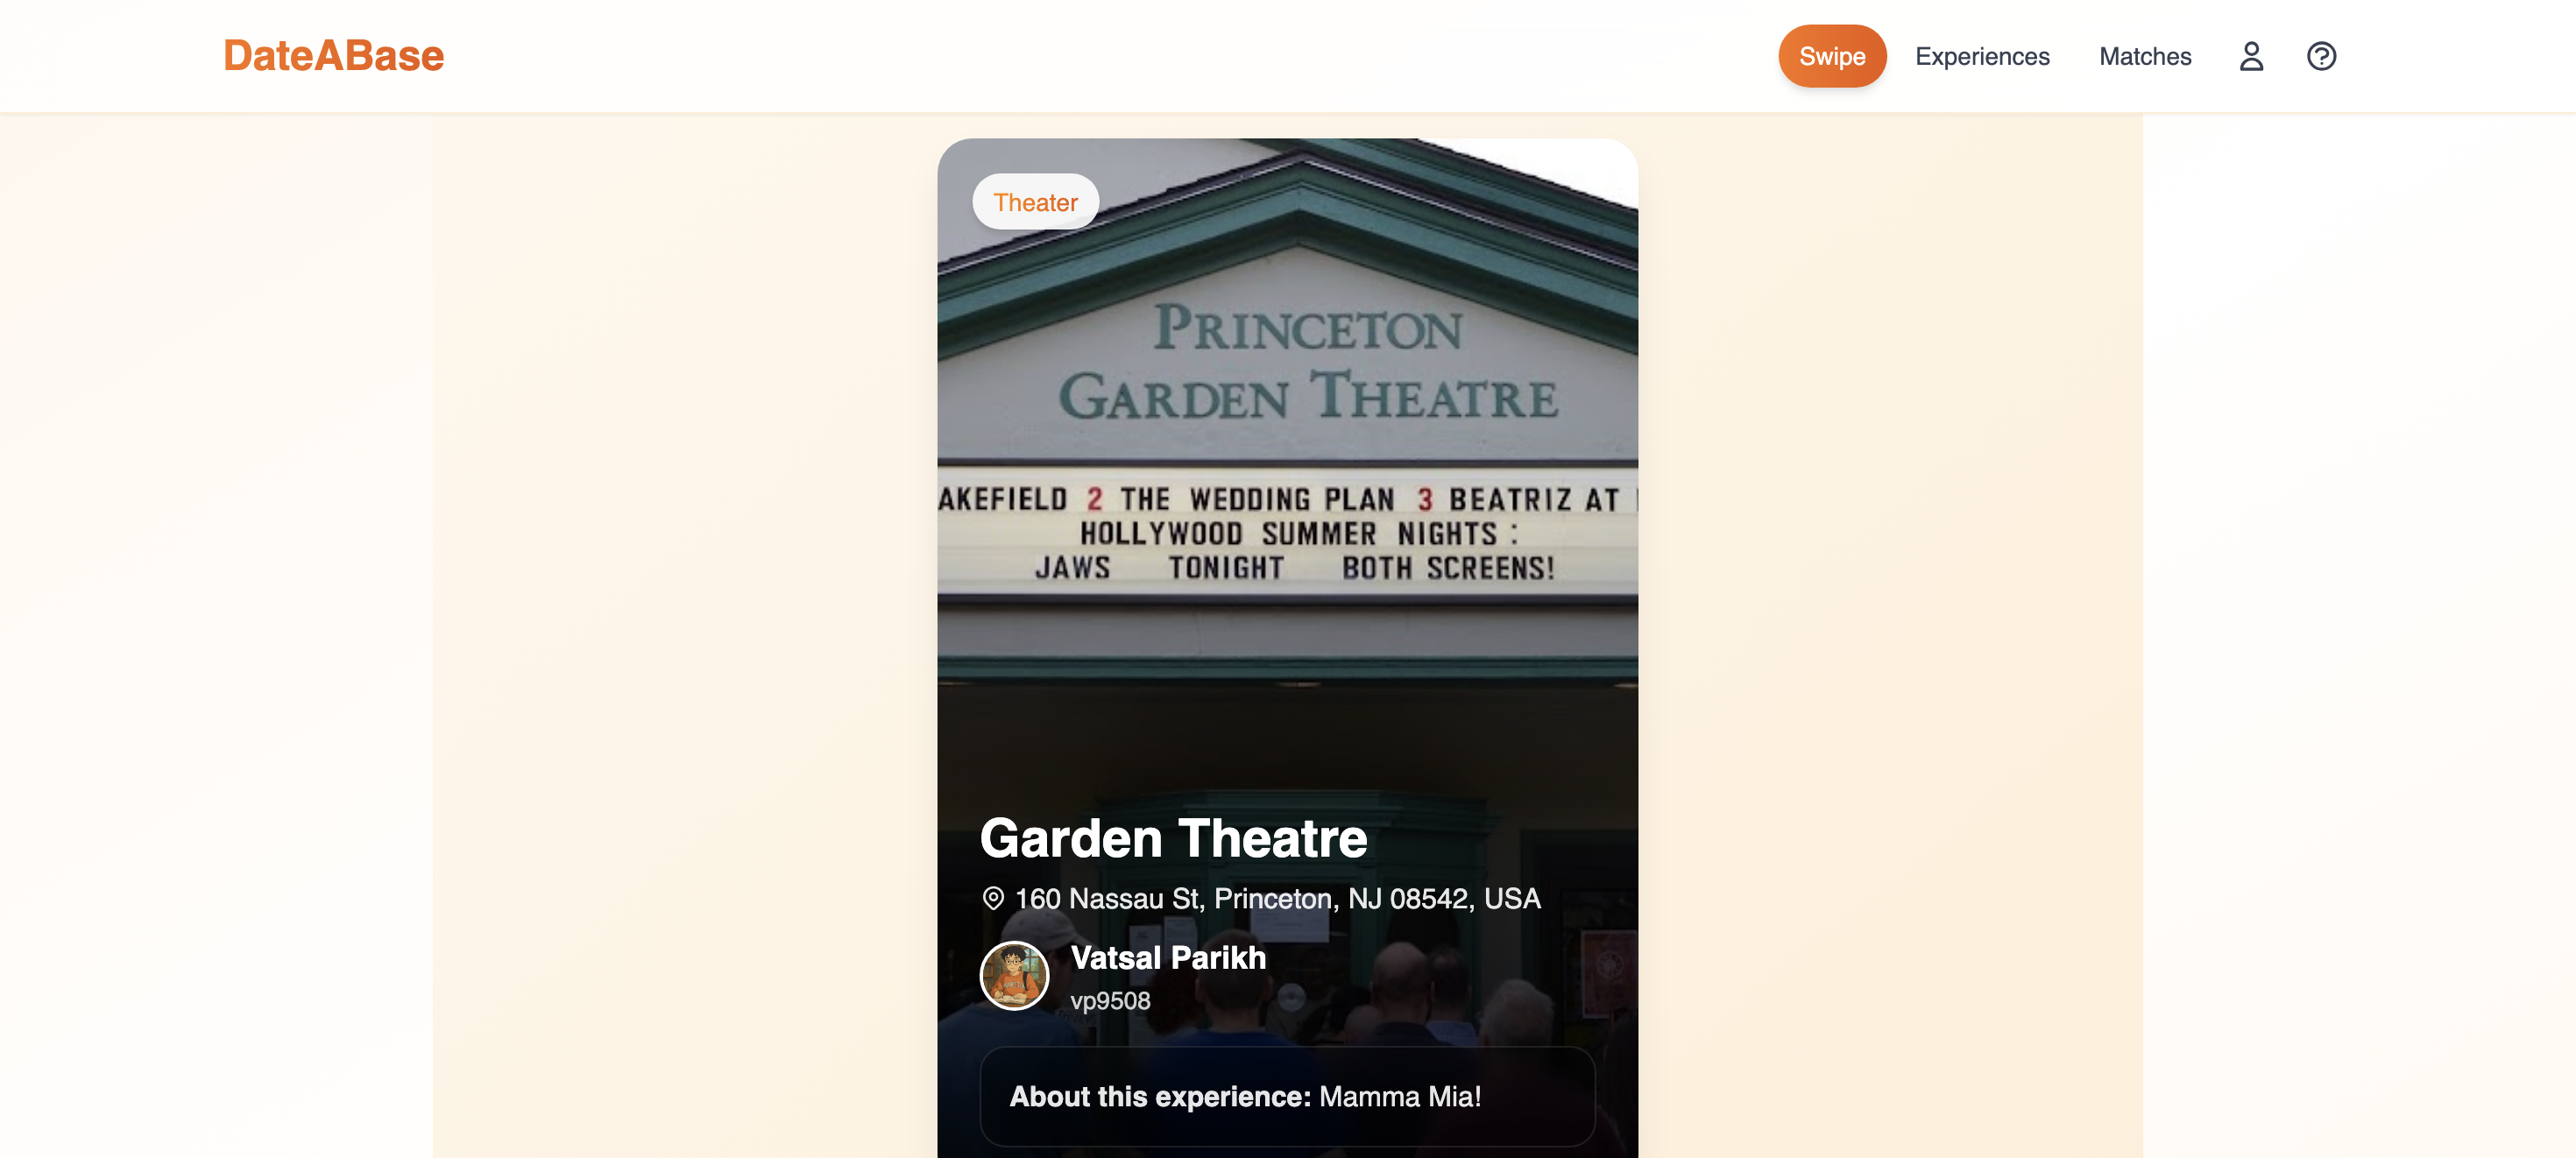 DateABase
Swipe Experiences Matches
Theater
PRINCETON
GARDEN THEATRE
AKEFIELD 2 THE WEDDING PLAN 3 BEATRIZ AT
HOLLYWOOD SUMMER NIGHTS :
JAWS TONIGHT BOTH SCREENS!
Garden Theatre
160 Nassau St, Princeton, NJ 08542, USA
Vatsal Parikh
vp9508
About this experience: Mamma Mia!